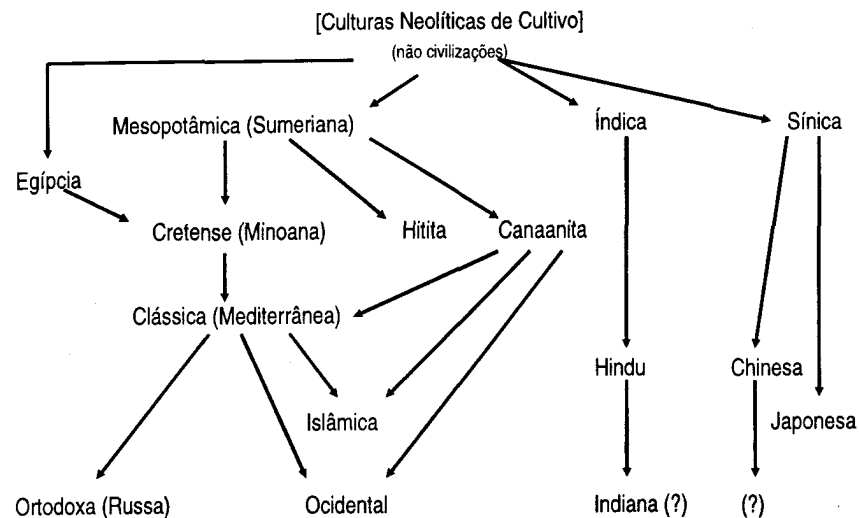 [Culturas Neolíticas de Cultivo]
(não civilizações)
Mesopotâmica (Sumeriana)
Índica
Sínica
Egípcia
Cretense (Minoana)
Hitita
Canaanita
Clássica (Mediterrânea)
Hindu
Chinesa
Islâmica
Japonesa
Ortodoxa (Russa)
Ocidental
Indiana (?)
(?)